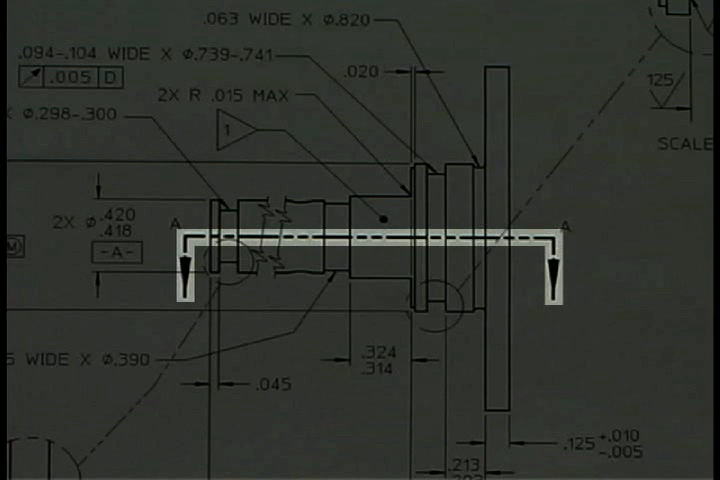 .063 WIDE X ⌀.820
.094-.104 WIDE X ⌀.739-.741
.020
.005 D
2X R .015 MAX
125
X ⌀.298-.300
1
SCALE
2X ⌀ .420
.418
A
A
-A-
M
WIDE X ⌀.390
.324
.314
.045
.125 +.010
-.005
.213